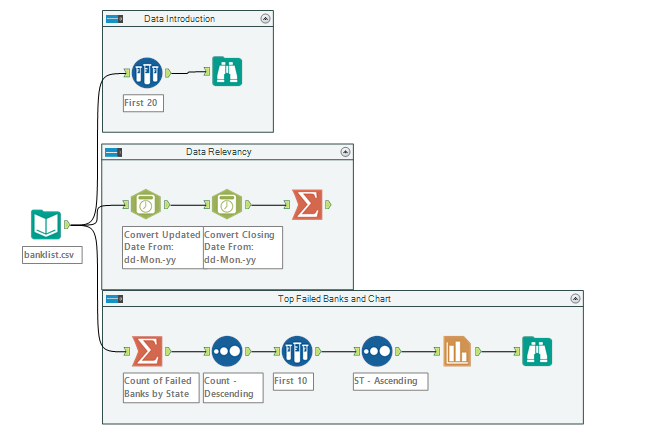 Data Introduction
First 20
Data Relevancy
Convert Updated
Date From:
dd-Mon.-yy
Convert Closing
Date From:
dd-Mon.-yy
banklist.csv
Top Failed Banks and Chart
Count of Failed
Banks by State
Count -
Descending
First 10
ST - Ascending